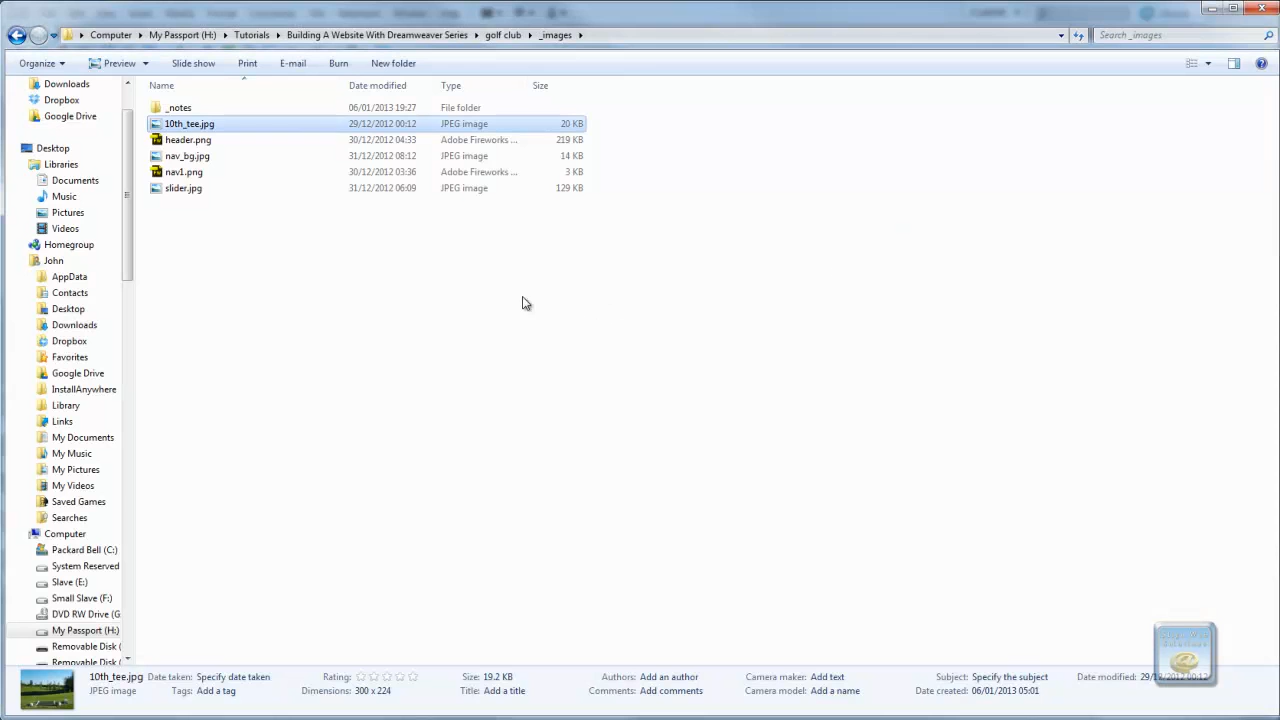 Computer ▸ My Passport (H:) ▸ Tutorials ▸ Building A Website With Dreamweaver Series ▸ golf club ▸ _images ▸
Search _images
Organize Preview Slide show Print E-mail Burn New folder
Name Date modified Type Size
_notes 06/01/2013 19:27 File folder
10th_tee.jpg 29/12/2012 00:12 JPEG image 20 KB
header.png 30/12/2012 04:33 Adobe Fireworks ... 219 KB
nav_bg.jpg 31/12/2012 08:12 JPEG image 14 KB
nav1.png 30/12/2012 03:36 Adobe Fireworks ... 3 KB
slider.jpg 31/12/2012 06:09 JPEG image 129 KB
Downloads
Dropbox
Google Drive
Desktop
Libraries
Documents
Music
Pictures
Videos
Homegroup
John
AppData
Contacts
Desktop
Downloads
Dropbox
Favorites
Google Drive
InstallAnywhere
Library
Links
My Documents
My Music
My Pictures
My Videos
Saved Games
Searches
Computer
Packard Bell (C:)
System Reserved
Slave (E:)
Small Slave (F:)
DVD RW Drive (G
My Passport (H:)
Removable Disk (
Removable Disk (
10th_tee.jpg Date taken: Specify date taken Rating: Size: 19.2 KB Authors: Add an author Camera maker: Add text Subject: Specify the subject Date modified: 29/12/2012 00:12
JPEG image Tags: Add a tag Dimensions: 300 x 224 Title: Add a title Comments: Add comments Camera model: Add a name Date created: 06/01/2013 05:01